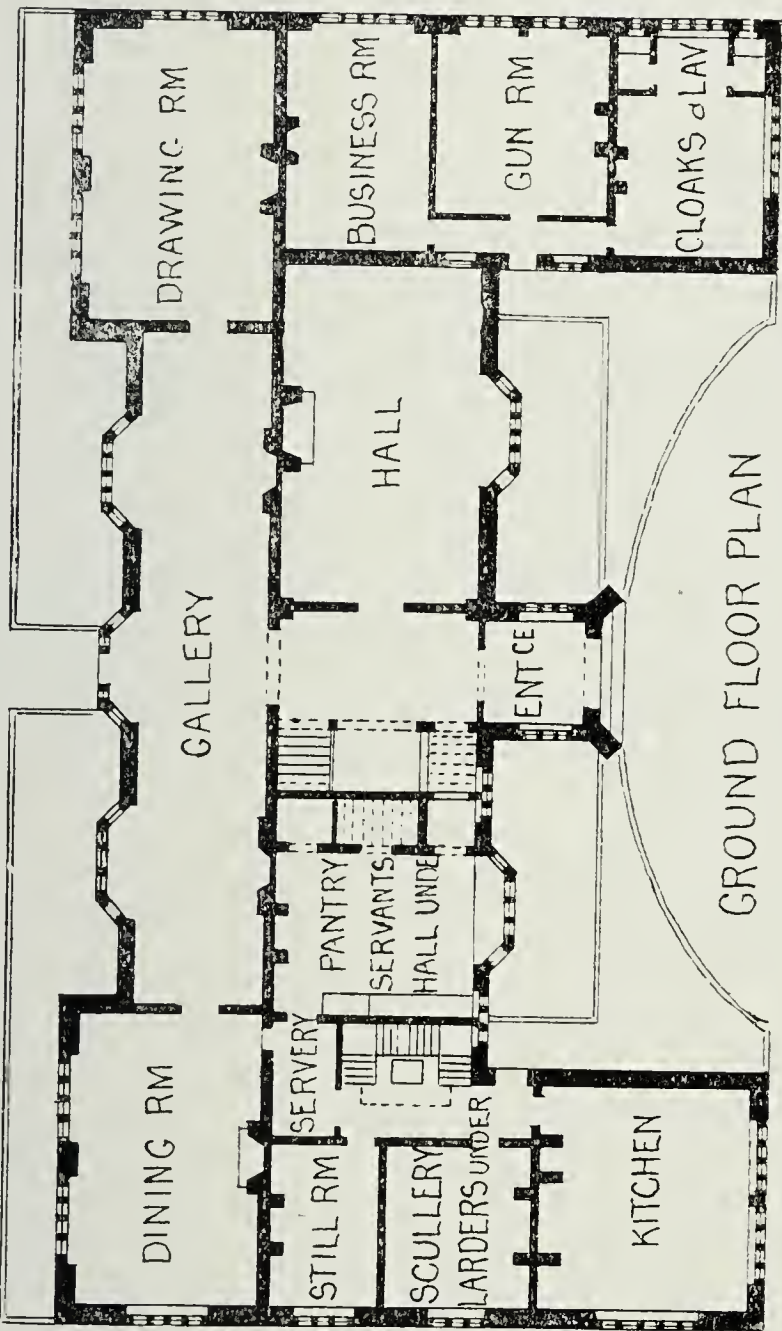 DINING RM
GALLERY
DRAWING RM
STILL RM
SERVERY
PANTRY
SERVANTS
HALL UNDE
HALL
BUSINESS RM
GUN RM
CLOAKS & LAV
SCULLERY
LARDERS UNDER
ENTCE
KITCHEN
GROUND FLOOR PLAN